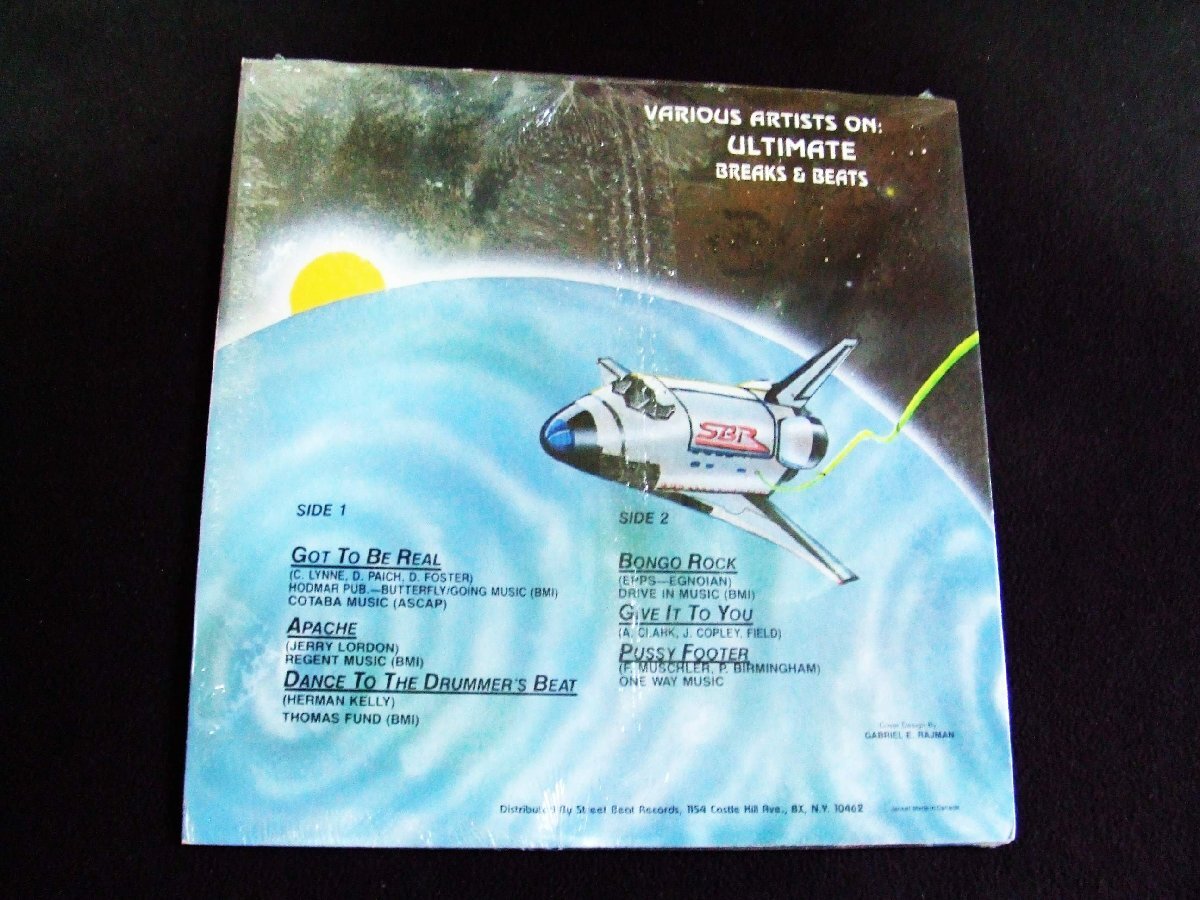 VARIOUS ARTISTS ON:
ULTIMATE
BREAKS & BEATS
SBR
SIDE 1
GOT TO BE REAL
(C. LYNNE, D. PAICH, D. FOSTER)
HODMAR PUB.—BUTTERFLY/GOING MUSIC (BMI)
COTABA MUSIC (ASCAP)
APACHE
(JERRY LORDON)
REGENT MUSIC (BMI)
DANCE TO THE DRUMMER'S BEAT
(HERMAN KELLY)
THOMAS FUND (BMI)
SIDE 2
BONGO ROCK
(EPPS—EGNOIAN)
DRIVE IN MUSIC (BMI)
GIVE IT TO YOU
(A. CLARK, J. COPLEY, FIELD)
PUSSY FOOTER
(F. MUSCHLER, P. BIRMINGHAM)
ONE WAY MUSIC
Cover Design By
GABRIEL E. RAJMAN
Distributed By Street Beat Records, 1154 Castle Hill Ave., BX, N.Y. 10462